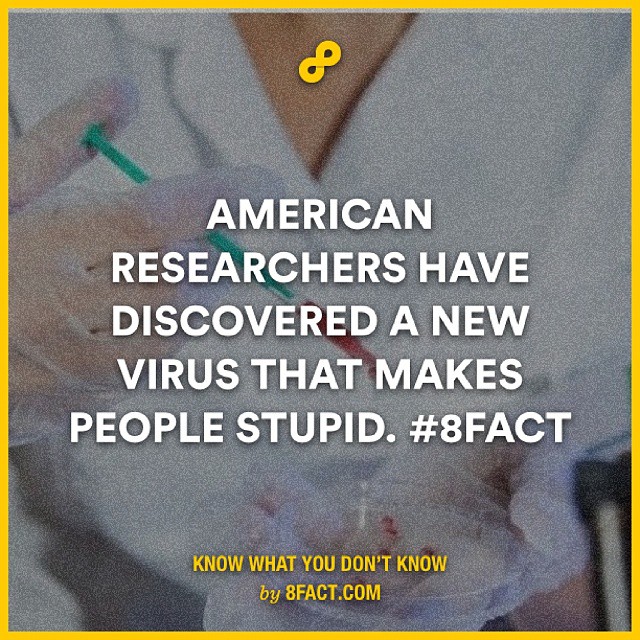 AMERICAN
RESEARCHERS HAVE
DISCOVERED A NEW
VIRUS THAT MAKES
PEOPLE STUPID. #8FACT
KNOW WHAT YOU DON'T KNOW
by 8FACT.COM